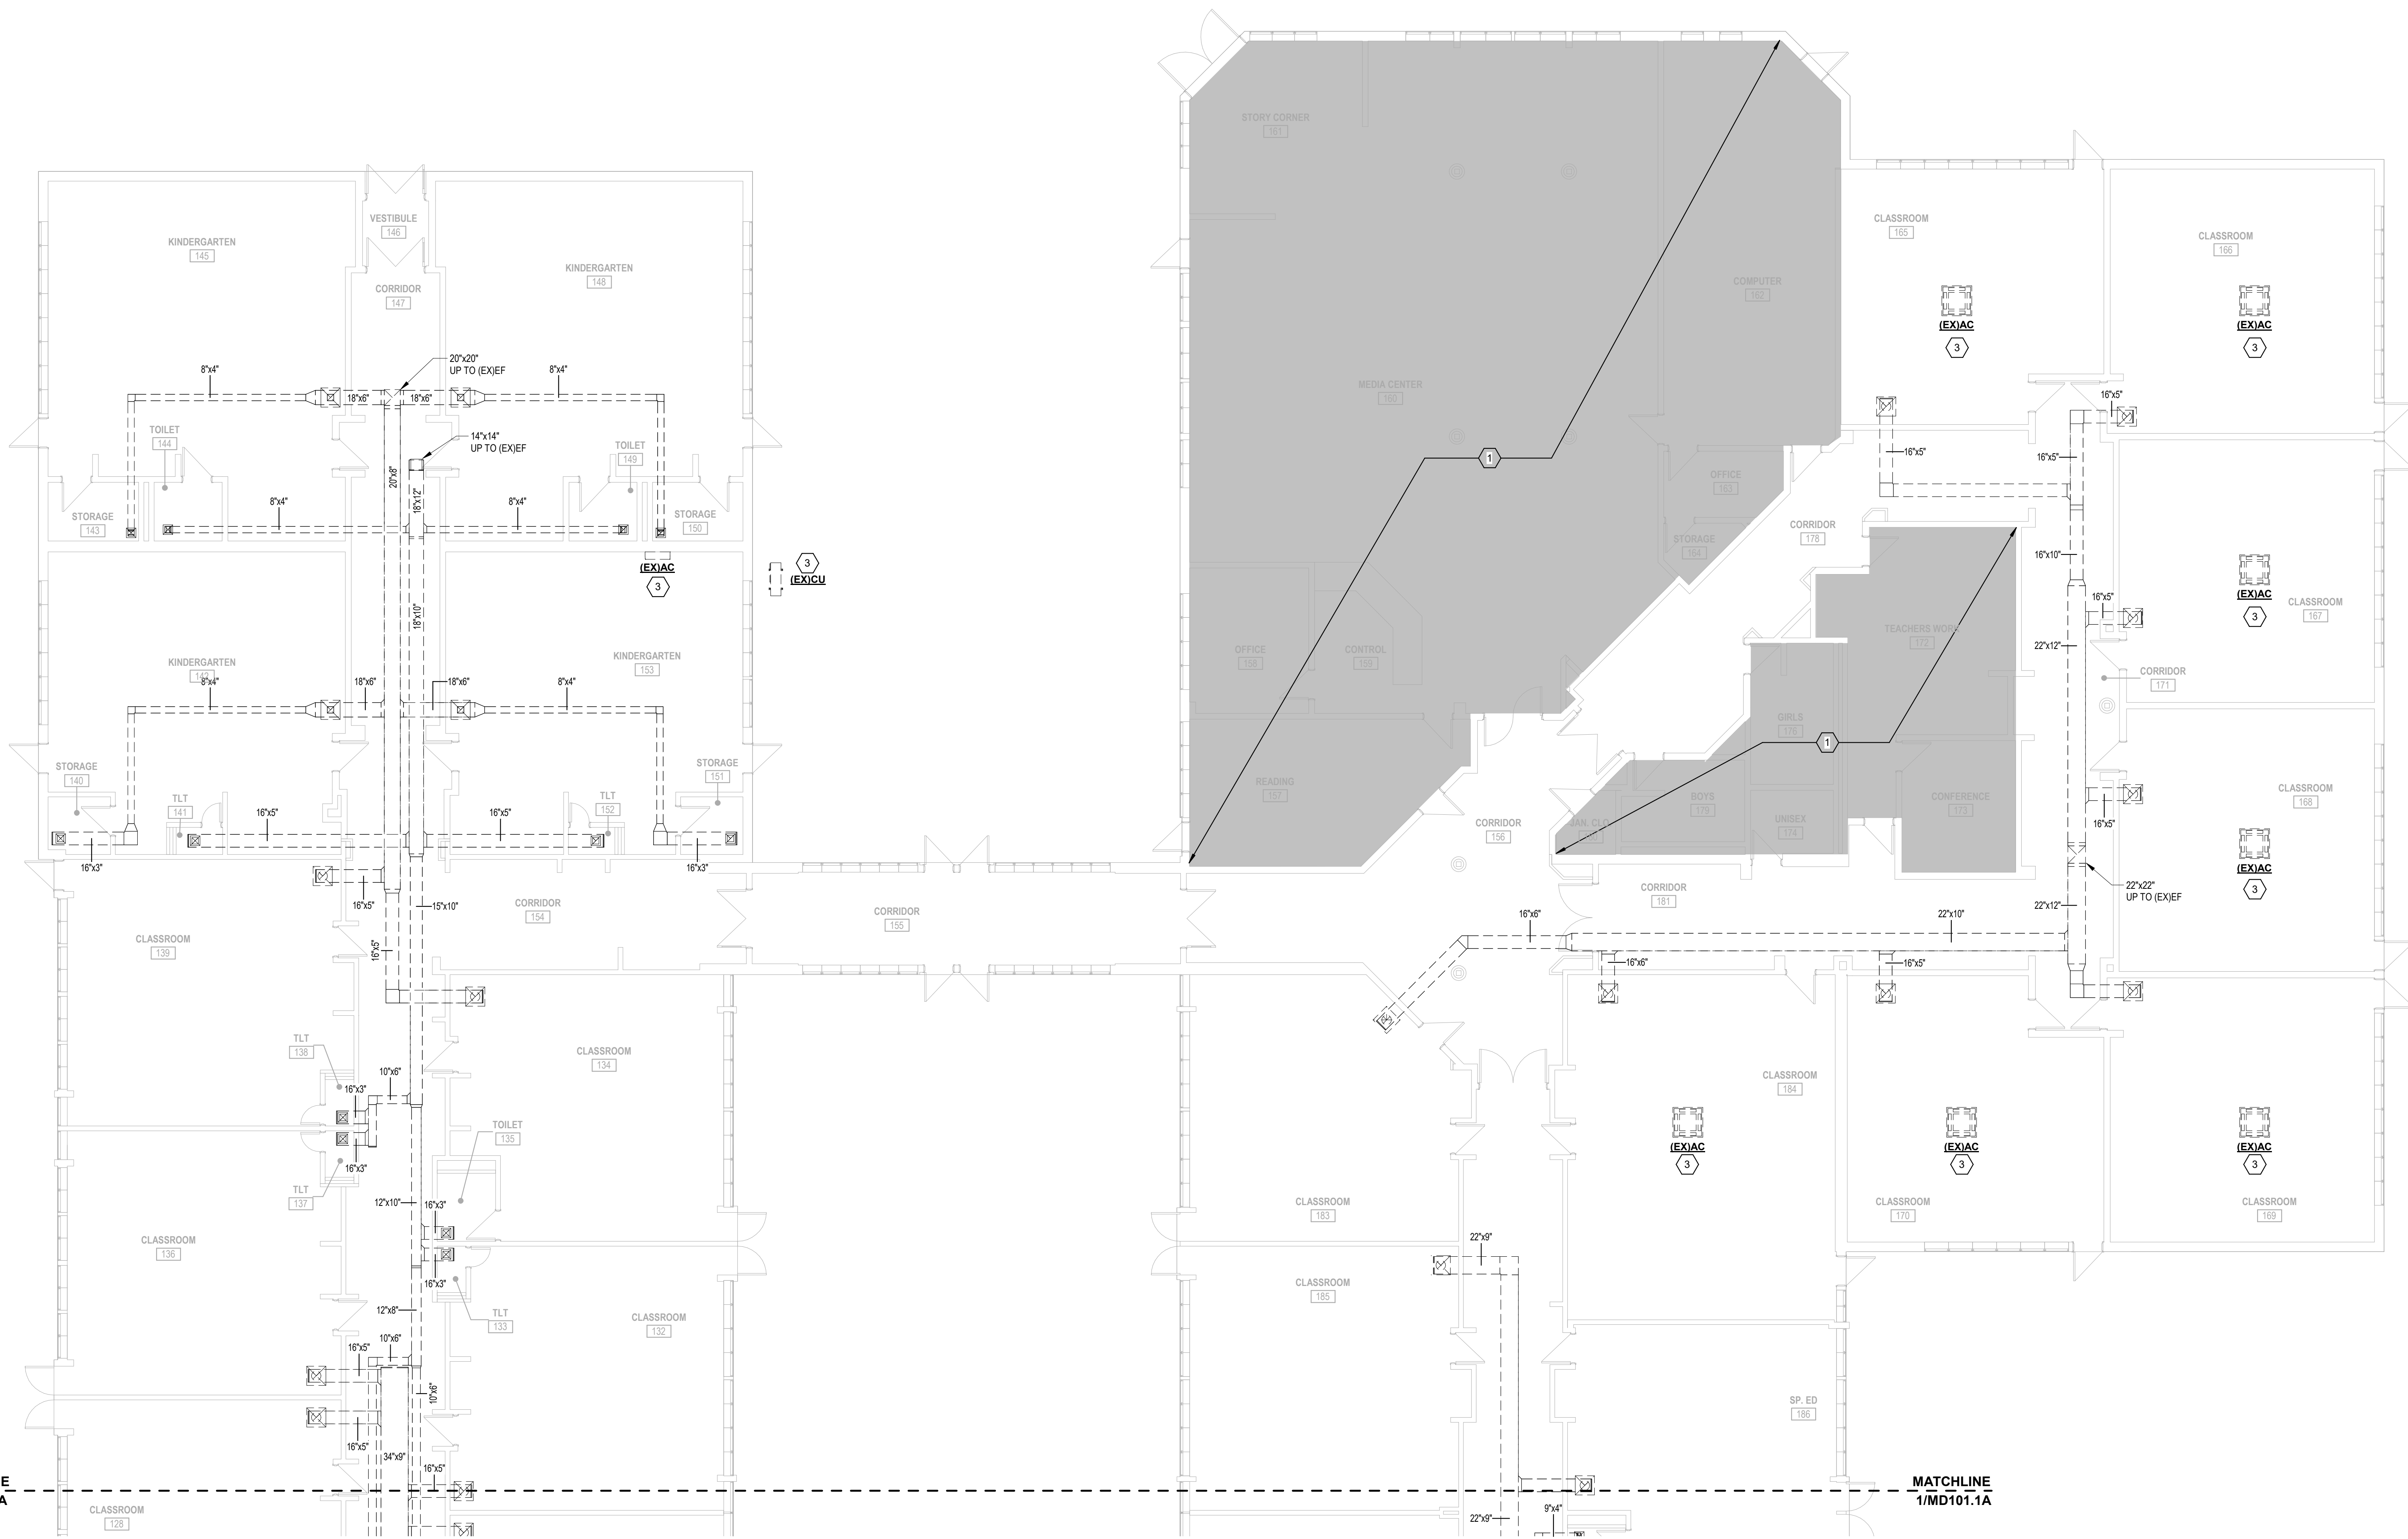 STORY CORNER
161
VESTIBULE
146
KINDERGARTEN
145
KINDERGARTEN
148
CORRIDOR
147
COMPUTER
162
CLASSROOM
165
CLASSROOM
166
(EX)AC
3
(EX)AC
3
20"x20"
UP TO (EX)EF
8"x4"
18"x6"
18"x6"
8"x4"
MEDIA CENTER
160
16"x5"
14"x14"
UP TO (EX)EF
TOILET
144
TOILET
149
20"x8"
18"x12"
1
16"x5"
16"x5"
OFFICE
163
8"x4"
8"x4"
STORAGE
143
STORAGE
150
STORAGE
164
CORRIDOR
178
16"x10"
(EX)AC
3
3
(EX)CU
(EX)AC
3
18"x10"
16"x5"
CLASSROOM
167
TEACHERS WORK
172
22"x12"
OFFICE
158
CONTROL
159
KINDERGARTEN
142
8"x4"
18"x6"
18"x6"
8"x4"
KINDERGARTEN
153
CORRIDOR
171
GIRLS
176
1
STORAGE
140
STORAGE
151
READING
157
TLT
141
TLT
152
BOYS
179
CONFERENCE
173
CLASSROOM
168
16"x5"
16"x5"
16"x5"
JAN. CLO.
UNISEX
174
CORRIDOR
156
16"x3"
16"x3"
(EX)AC
3
22"x22"
UP TO (EX)EF
16"x5"
15"x10"
CORRIDOR
154
CORRIDOR
155
CORRIDOR
181
16"x6"
22"x10"
22"x12"
CLASSROOM
139
16"x5"
16"x6"
16"x5"
TLT
138
CLASSROOM
134
10"x6"
16"x3"
CLASSROOM
184
TOILET
135
(EX)AC
3
(EX)AC
3
(EX)AC
3
16"x3"
TLT
137
12"x10"
16"x3"
CLASSROOM
183
CLASSROOM
170
CLASSROOM
169
CLASSROOM
136
22"x9"
16"x3"
CLASSROOM
185
12"x8"
TLT
133
CLASSROOM
132
16"x5"
10"x6"
10"x6"
SP. ED
186
16"x5"
34"x9"
16"x5"
E
A
MATCHLINE
1/MD101.1A
CLASSROOM
128
22"x9"
9"x4"